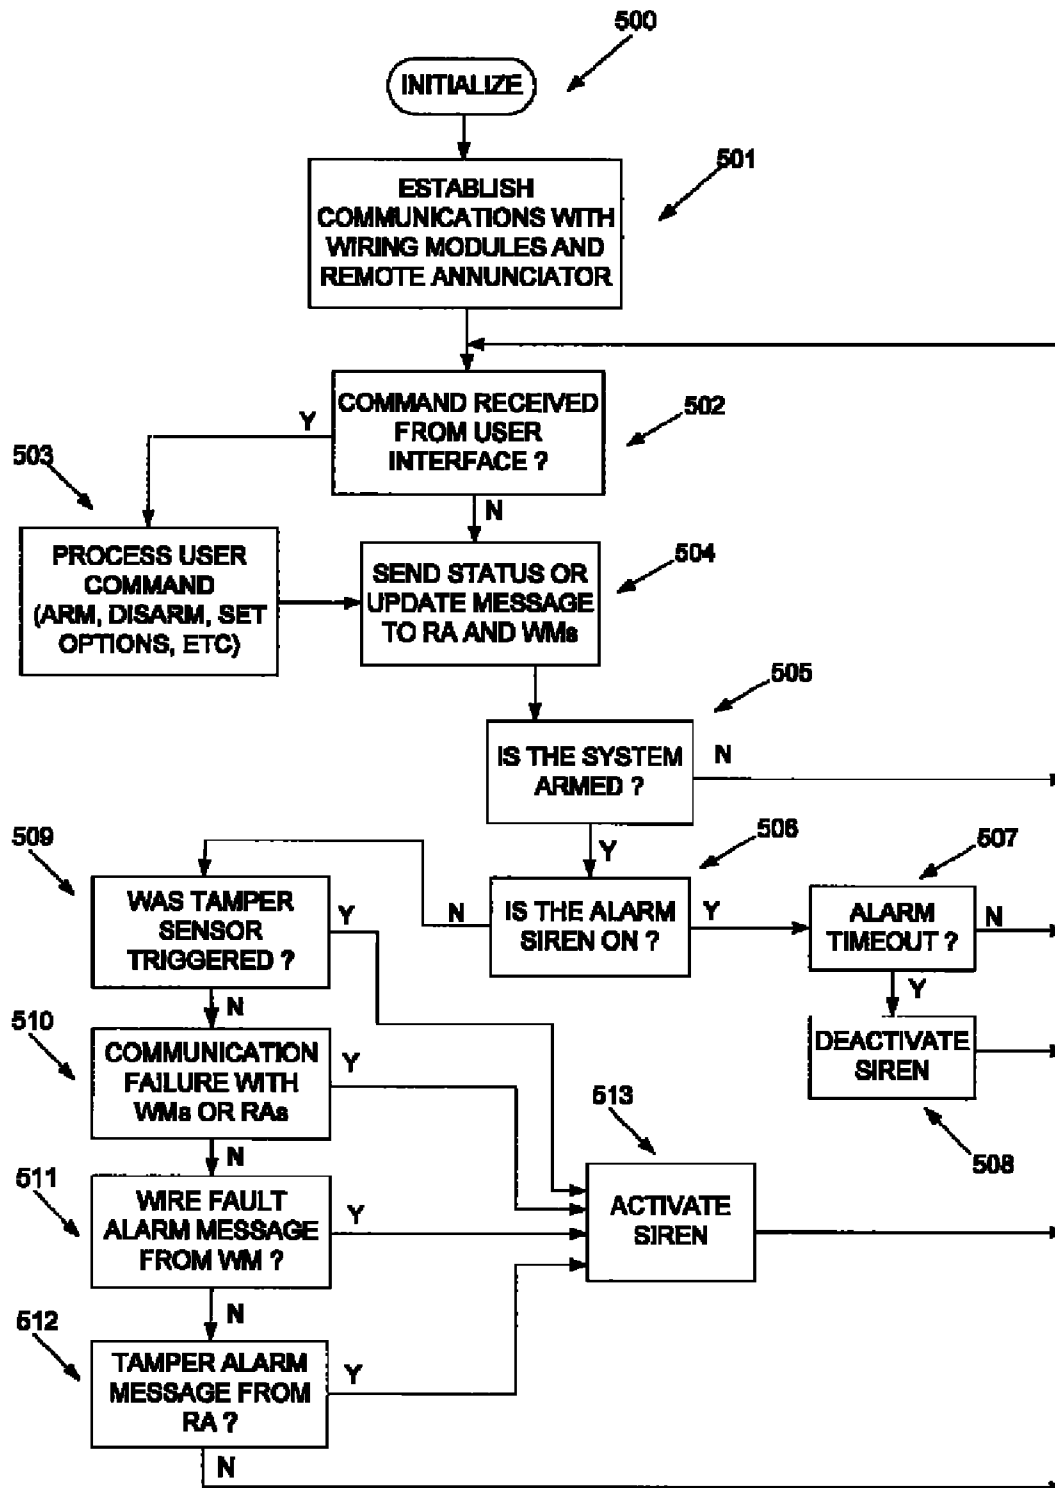 500
INITIALIZE
501
ESTABLISH
COMMUNICATIONS WITH
WIRING MODULES AND
REMOTE ANNUNCIATOR
502
COMMAND RECEIVED
FROM USER
INTERFACE ?
Y
N
503
PROCESS USER
COMMAND
(ARM, DISARM, SET
OPTIONS, ETC)
504
SEND STATUS OR
UPDATE MESSAGE
TO RA AND WMs
505
IS THE SYSTEM
ARMED ?
N
Y
506
IS THE ALARM
SIREN ON ?
N
Y
507
ALARM
TIMEOUT ?
N
Y
DEACTIVATE
SIREN
508
509
WAS TAMPER
SENSOR
TRIGGERED ?
Y
N
510
COMMUNICATION
FAILURE WITH
WMs OR RAs
Y
N
511
WIRE FAULT
ALARM MESSAGE
FROM WM ?
Y
N
512
TAMPER ALARM
MESSAGE FROM
RA ?
Y
N
513
ACTIVATE
SIREN